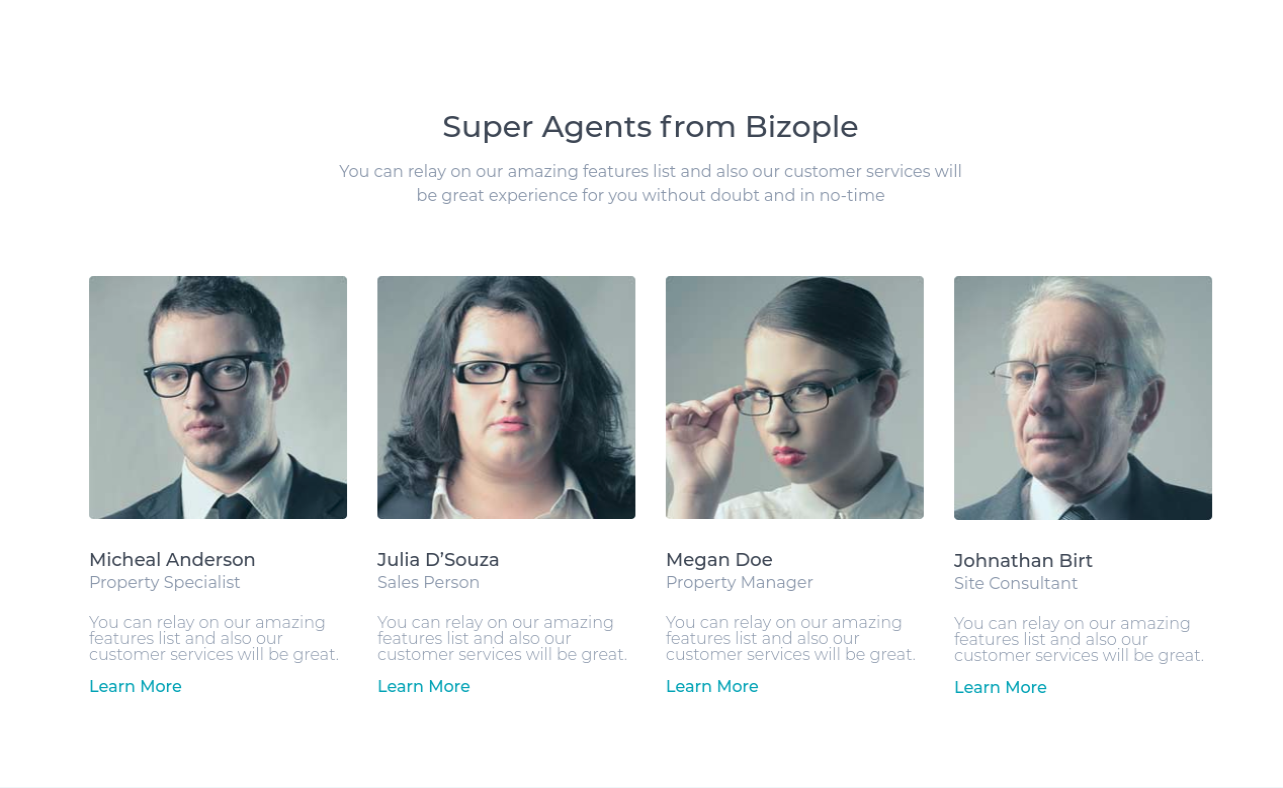 Super Agents from Bizople
You can relay on our amazing features list and also our customer services will
be great experience for you without doubt and in no-time
Micheal Anderson
Property Specialist
You can relay on our amazing
features list and also our
customer services will be great.
Learn More
Julia D’Souza
Sales Person
You can relay on our amazing
features list and also our
customer services will be great.
Learn More
Megan Doe
Property Manager
You can relay on our amazing
features list and also our
customer services will be great.
Learn More
Johnathan Birt
Site Consultant
You can relay on our amazing
features list and also our
customer services will be great.
Learn More